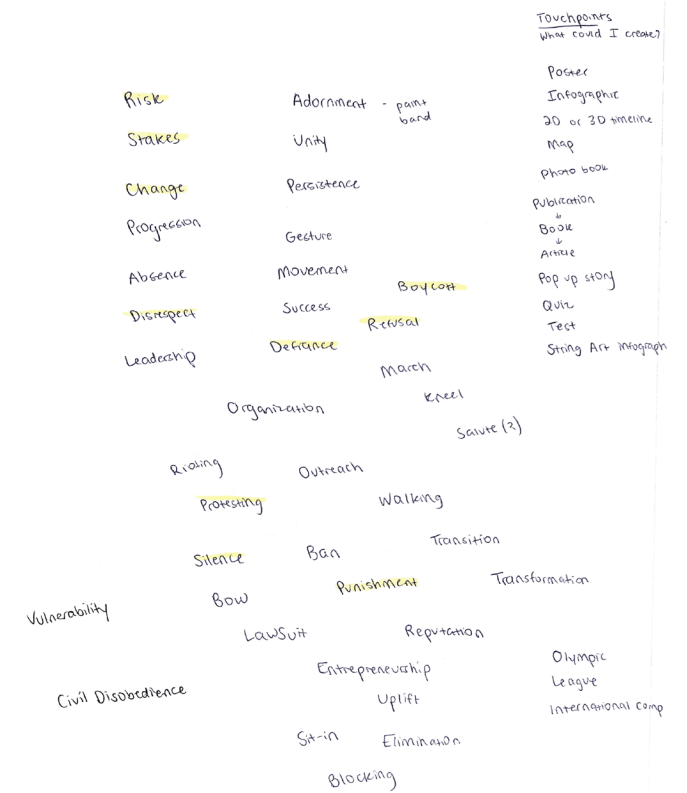 Touchpoints
What could I create?
Poster
Infographic
2D or 3D timeline
Map
Photo book
Publication
↓
Book
↓
Article
Pop up story
Quiz
Test
String Art infograph
Risk
Stakes
Change
Progression
Absence
Disrespect
Leadership
Adornment - paint
band
Unity
Persistence
Gesture
Movement
Success
Defiance
Boycott
Refusal
March
Kneel
Salute (?)
Organization
Rioting
Outreach
Protesting
Walking
Silence
Ban
Transition
Punishment
Transformation
Vulnerability
Bow
Lawsuit
Reputation
Entrepreneurship
Civil Disobedience
Uplift
Sit-in
Elimination
Blocking
Olympic
League
International comp